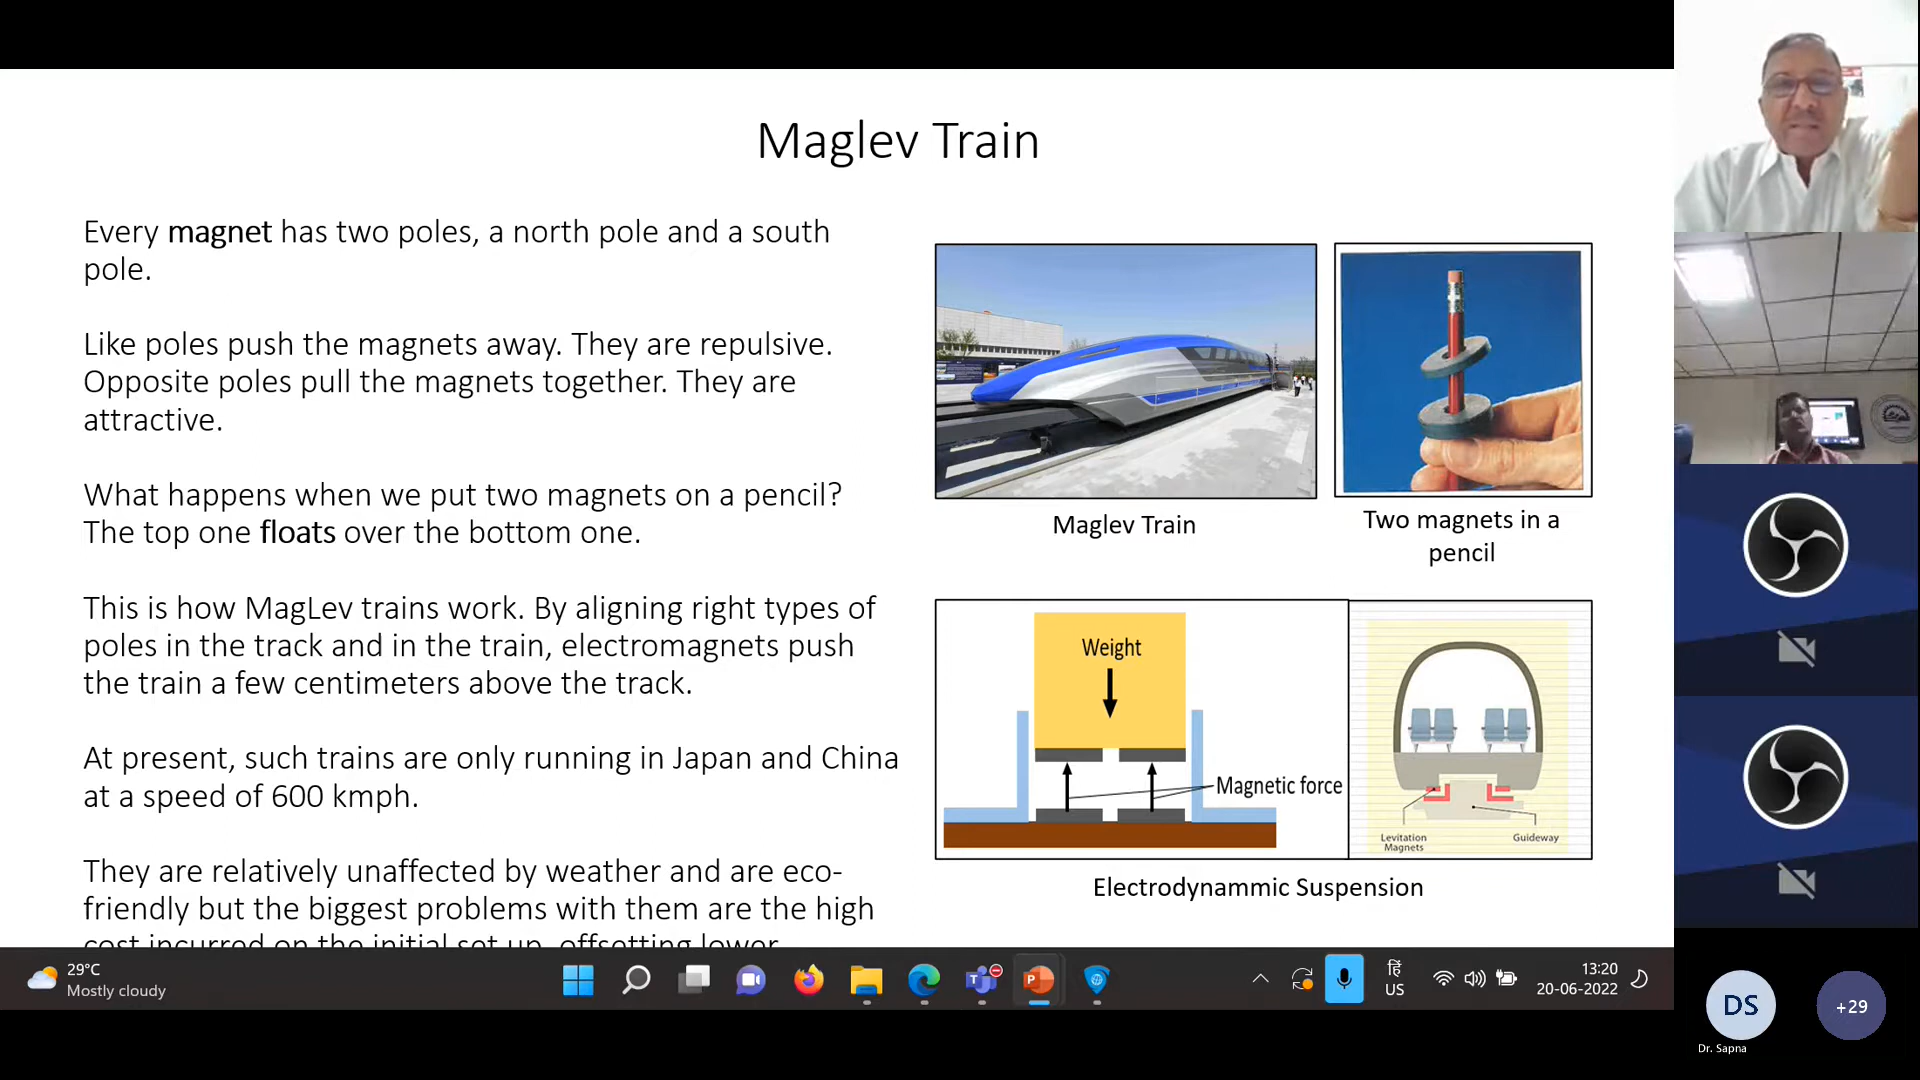 Maglev Train
Every magnet has two poles, a north pole and a south
pole.
Like poles push the magnets away. They are repulsive.
Opposite poles pull the magnets together. They are
attractive.
What happens when we put two magnets on a pencil?
The top one floats over the bottom one.
This is how MagLev trains work. By aligning right types of
poles in the track and in the train, electromagnets push
the train a few centimeters above the track.
At present, such trains are only running in Japan and China
at a speed of 600 kmph.
They are relatively unaffected by weather and are eco-
friendly but the biggest problems with them are the high
cost incurred on the initial set up, offsetting lower
Maglev Train
Two magnets in a
pencil
Weight
Magnetic force
Levitation
Magnets
Guideway
Electrodynammic Suspension
29°C
Mostly cloudy
हिं
US
13:20
20-06-2022
DS
+29
Dr. Sapna